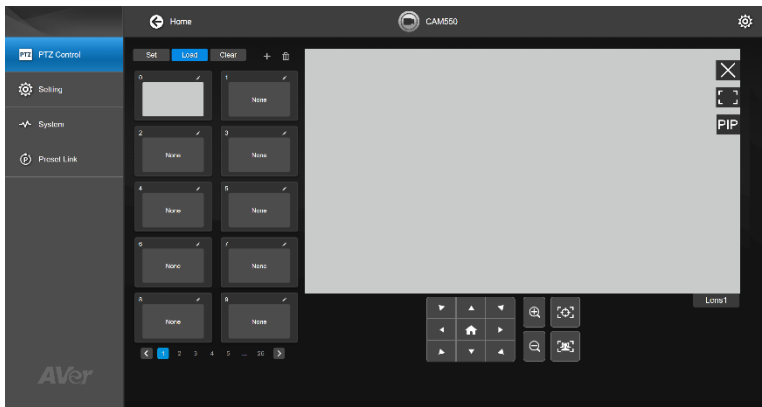 Home
CAM550
PTZ PTZ Control
Setting
System
P Preset Link
Set Load Clear + 
0
1
None
2
None
3
None
4
None
5
None
6
None
7
None
8
None
9
None
< 1 2 3 4 5 ... 26 >
PIP
Lens1
AVer